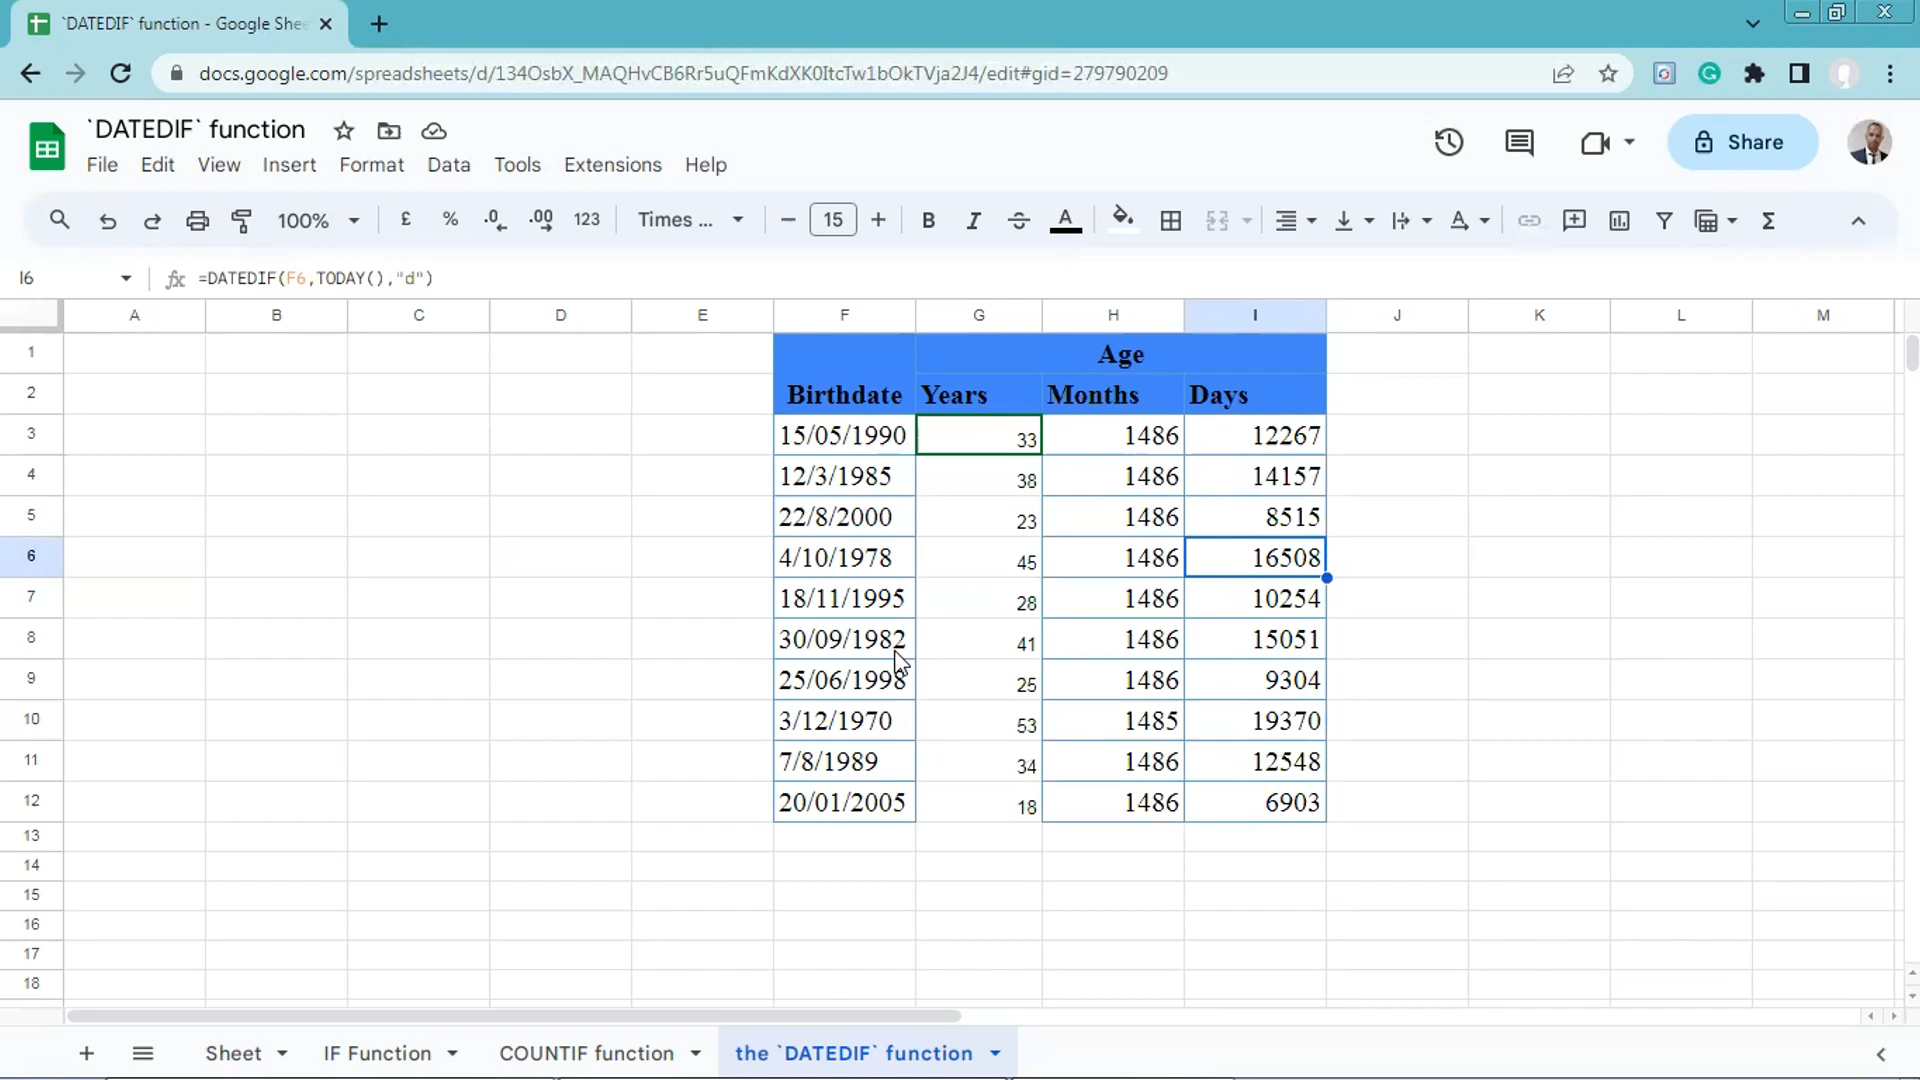 `DATEDIF` function - Google She
docs.google.com/spreadsheets/d/134OsbX_MAQHvCB6Rr5uQFmKdXK0ItcTw1bOkTVja2J4/edit#gid=279790209
`DATEDIF` function
File Edit View Insert Format Data Tools Extensions Help
Share
100% £ % .0 .00 123 Times ... 15 B I A Σ
I6 fx =DATEDIF(F6,TODAY(),"d")
A B C D E F G H I J K L M
1 Age
2 Birthdate Years Months Days
3 15/05/1990 33 1486 12267
4 12/3/1985 38 1486 14157
5 22/8/2000 23 1486 8515
6 4/10/1978 45 1486 16508
7 18/11/1995 28 1486 10254
8 30/09/1982 41 1486 15051
9 25/06/1998 25 1486 9304
10 3/12/1970 53 1485 19370
11 7/8/1989 34 1486 12548
12 20/01/2005 18 1486 6903
13
14
15
16
17
18
Sheet IF Function COUNTIF function the `DATEDIF` function